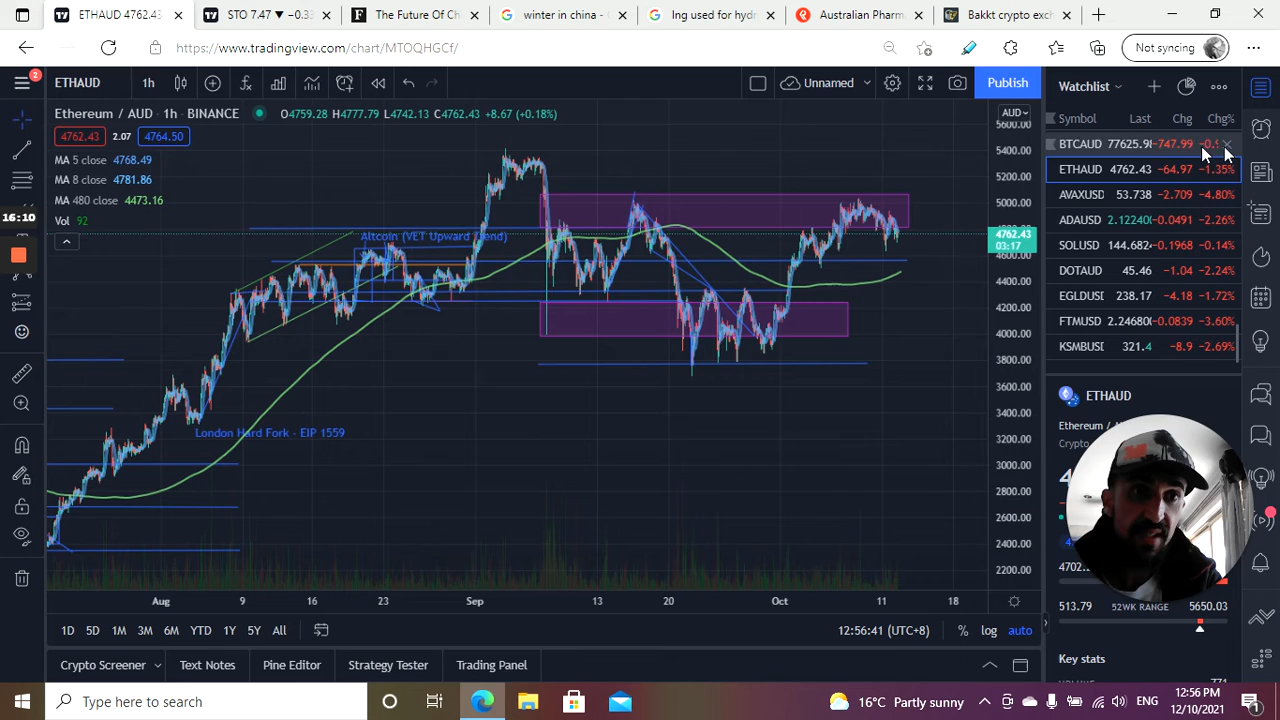 ETHAUD 4762.43
STO 7.47 ▼ −0.33
The Future Of Ch
winter in china - G
Ing used for hydr
Australian Pharm
Bakkt crypto exch
https://www.tradingview.com/chart/MTOQHGCf/
Not syncing
2
ETHAUD
1h
Unnamed
Publish
Watchlist
Ethereum / AUD · 1h · BINANCE
O4759.28 H4777.79 L4742.13 C4762.43 +8.67 (+0.18%)
4762.43
2.07
4764.50
MA 5 close 4768.49
MA 8 close 4781.86
MA 480 close 4473.16
Vol 92
16:10
Altcoin (VET Upward Trend)
London Hard Fork - EIP 1559
AUD
5600.00
5400.00
5200.00
5000.00
4762.43
03:17
4600.00
4400.00
4200.00
4000.00
3800.00
3600.00
3400.00
3200.00
3000.00
2800.00
2600.00
2400.00
2200.00
Aug
9
16
23
Sep
13
20
Oct
11
18
Symbol Last Chg Chg%
BTCAUD 77625.9 −747.99
ETHAUD 4762.43 −64.97 −1.35%
AVAXUSD 53.738 −2.709 −4.80%
ADAUSD 2.12240 −0.0491 −2.26%
SOLUSD 144.682 −0.1968 −0.14%
DOTAUD 45.46 −1.04 −2.24%
EGLDUSD 238.17 −4.18 −1.72%
FTMUSD 2.24680 −0.0839 −3.60%
KSMBUSD 321.4 −8.9 −2.69%
ETHAUD
513.79 52WK RANGE 5650.03
Key stats
1D 5D 1M 3M 6M YTD 1Y 5Y All
12:56:41 (UTC+8)
% log auto
Crypto Screener
Text Notes
Pine Editor
Strategy Tester
Trading Panel
Type here to search
16°C Partly sunny
ENG
12:56 PM
12/10/2021
1